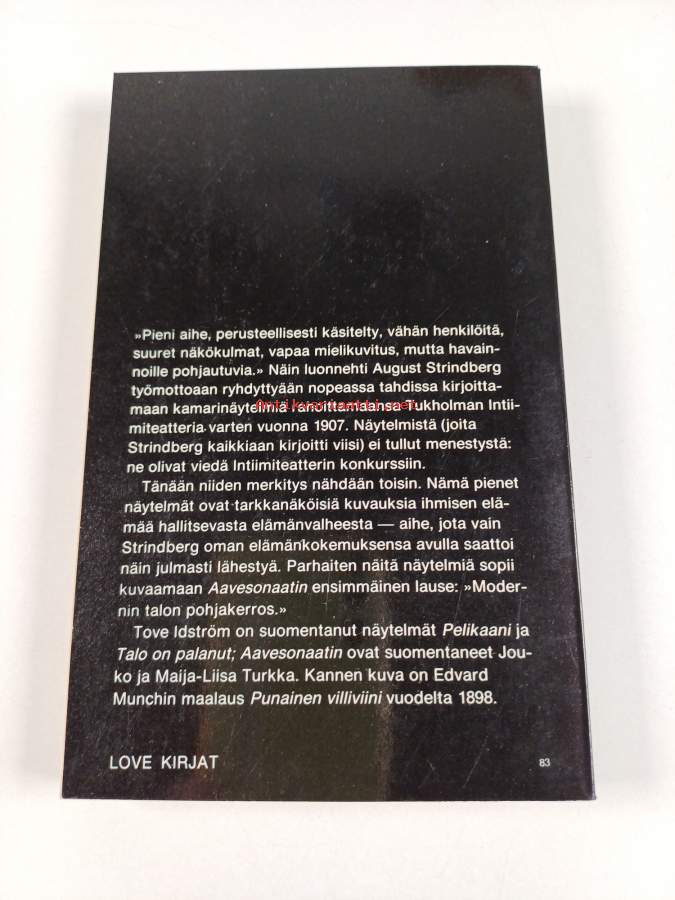 »Pieni aihe, perusteellisesti käsitelty, vähän henkilöitä,
suuret näkökulmat, vapaa mielikuvitus, mutta havain-
noille pohjautuvia.» Näin luonnehti August Strindberg
työmottoaan ryhdyttyään nopeassa tahdissa kirjoitta-
maan kamarinäytelmiä Tukholman Intii-
miteatteria varten vuonna 1907. Näytelmistä (joita
Strindberg kaikkiaan kirjoitti viisi) ei tullut menestystä:
ne olivat viedä Intiimiteatterin konkurssiin.
Tänään niiden merkitys nähdään toisin. Nämä pienet
näytelmät ovat tarkkanäköisiä kuvauksia ihmisen elä-
mää hallitsevasta elämänvalheesta — aihe, jota vain
Strindberg oman elämänkokemuksensa avulla saattoi
näin julmasti lähestyä. Parhaiten näitä näytelmiä sopii
kuvaamaan Aavesonaatin ensimmäinen lause: »Moder-
nin talon pohjakerros.»
Tove Idström on suomentanut näytelmät Pelikaani ja
Talo on palanut; Aavesonaatin ovat suomentaneet Jou-
ko ja Maija-Liisa Turkka. Kannen kuva on Edvard
Munchin maalaus Punainen villiviini vuodelta 1898.
LOVE KIRJAT
83